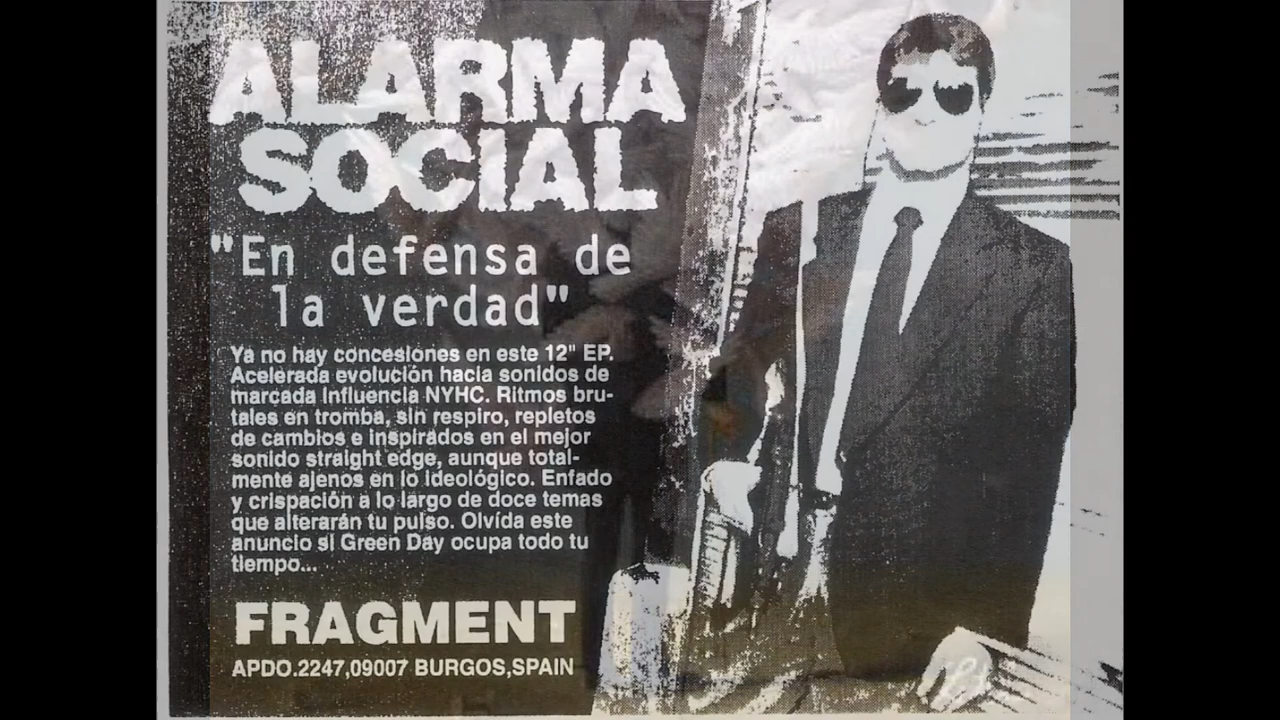 ALARMA
SOCIAL
"En defensa de
la verdad"
Ya no hay concesiones en este 12" EP.
Acelerada evolución hacia sonidos de
marcada influencia NYHC. Ritmos bru-
tales en tromba, sin respiro, repletos
de cambios e inspirados en el mejor
sonido straight edge, aunque total-
mente ajenos en lo ideológico. Enfado
y crispación a lo largo de doce temas
que alterarán tu pulso. Olvída este
anuncio si Green Day ocupa todo tu
tiempo...
FRAGMENT
APDO.2247,09007 BURGOS,SPAIN